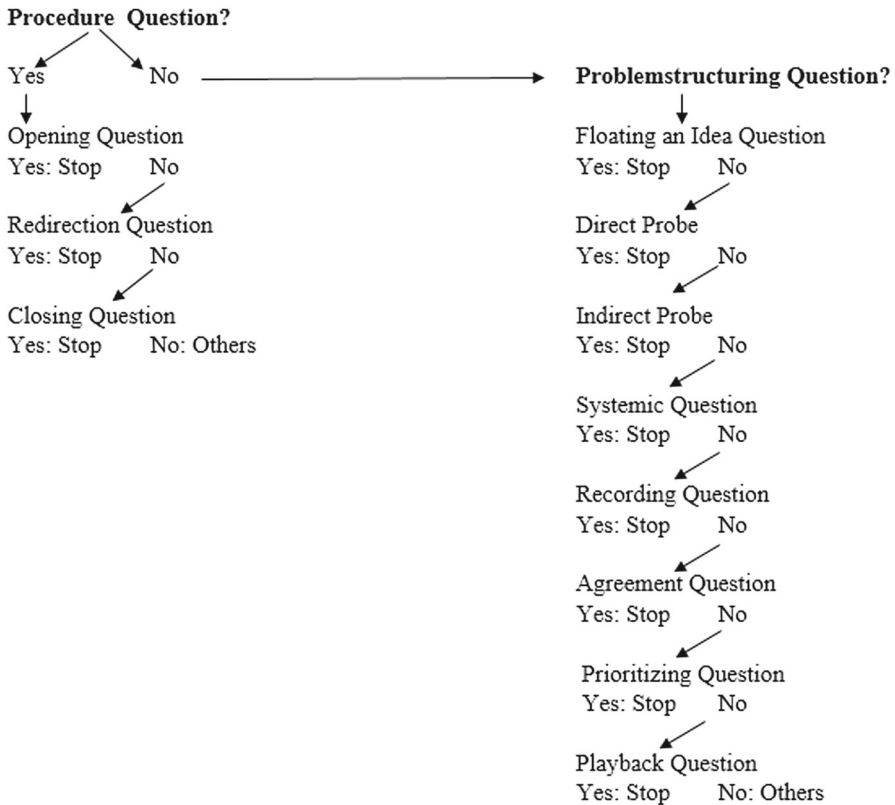 Procedure Question?
Yes No
Opening Question
Yes: Stop No
Redirection Question
Yes: Stop No
Closing Question
Yes: Stop No: Others
Problemstructuring Question?
Floating an Idea Question
Yes: Stop No
Direct Probe
Yes: Stop No
Indirect Probe
Yes: Stop No
Systemic Question
Yes: Stop No
Recording Question
Yes: Stop No
Agreement Question
Yes: Stop No
Prioritizing Question
Yes: Stop No
Playback Question
Yes: Stop No: Others